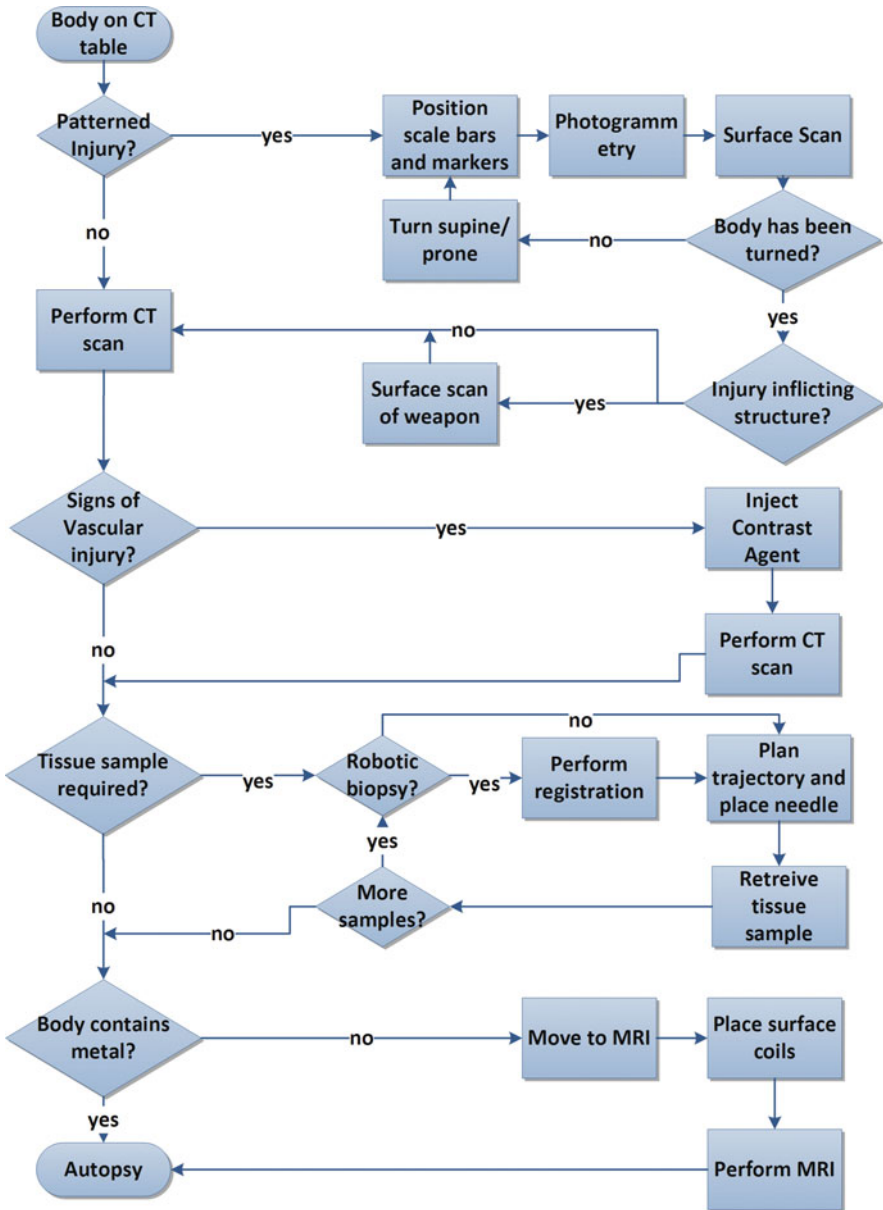 Body on CT
table
Patterned
Injury?
yes
Position
scale bars
and markers
Photogramm
etry
Surface Scan
no
Turn supine/
prone
no
Body has been
turned?
yes
Perform CT
scan
no
Surface scan
of weapon
yes
Injury inflicting
structure?
Signs of
Vascular
injury?
yes
Inject
Contrast
Agent
no
Perform CT
scan
no
Tissue sample
required?
yes
Robotic
biopsy?
yes
Perform
registration
Plan
trajectory and
place needle
yes
no
More
samples?
no
Retreive
tissue
sample
Body contains
metal?
no
Move to MRI
Place surface
coils
yes
Autopsy
Perform MRI